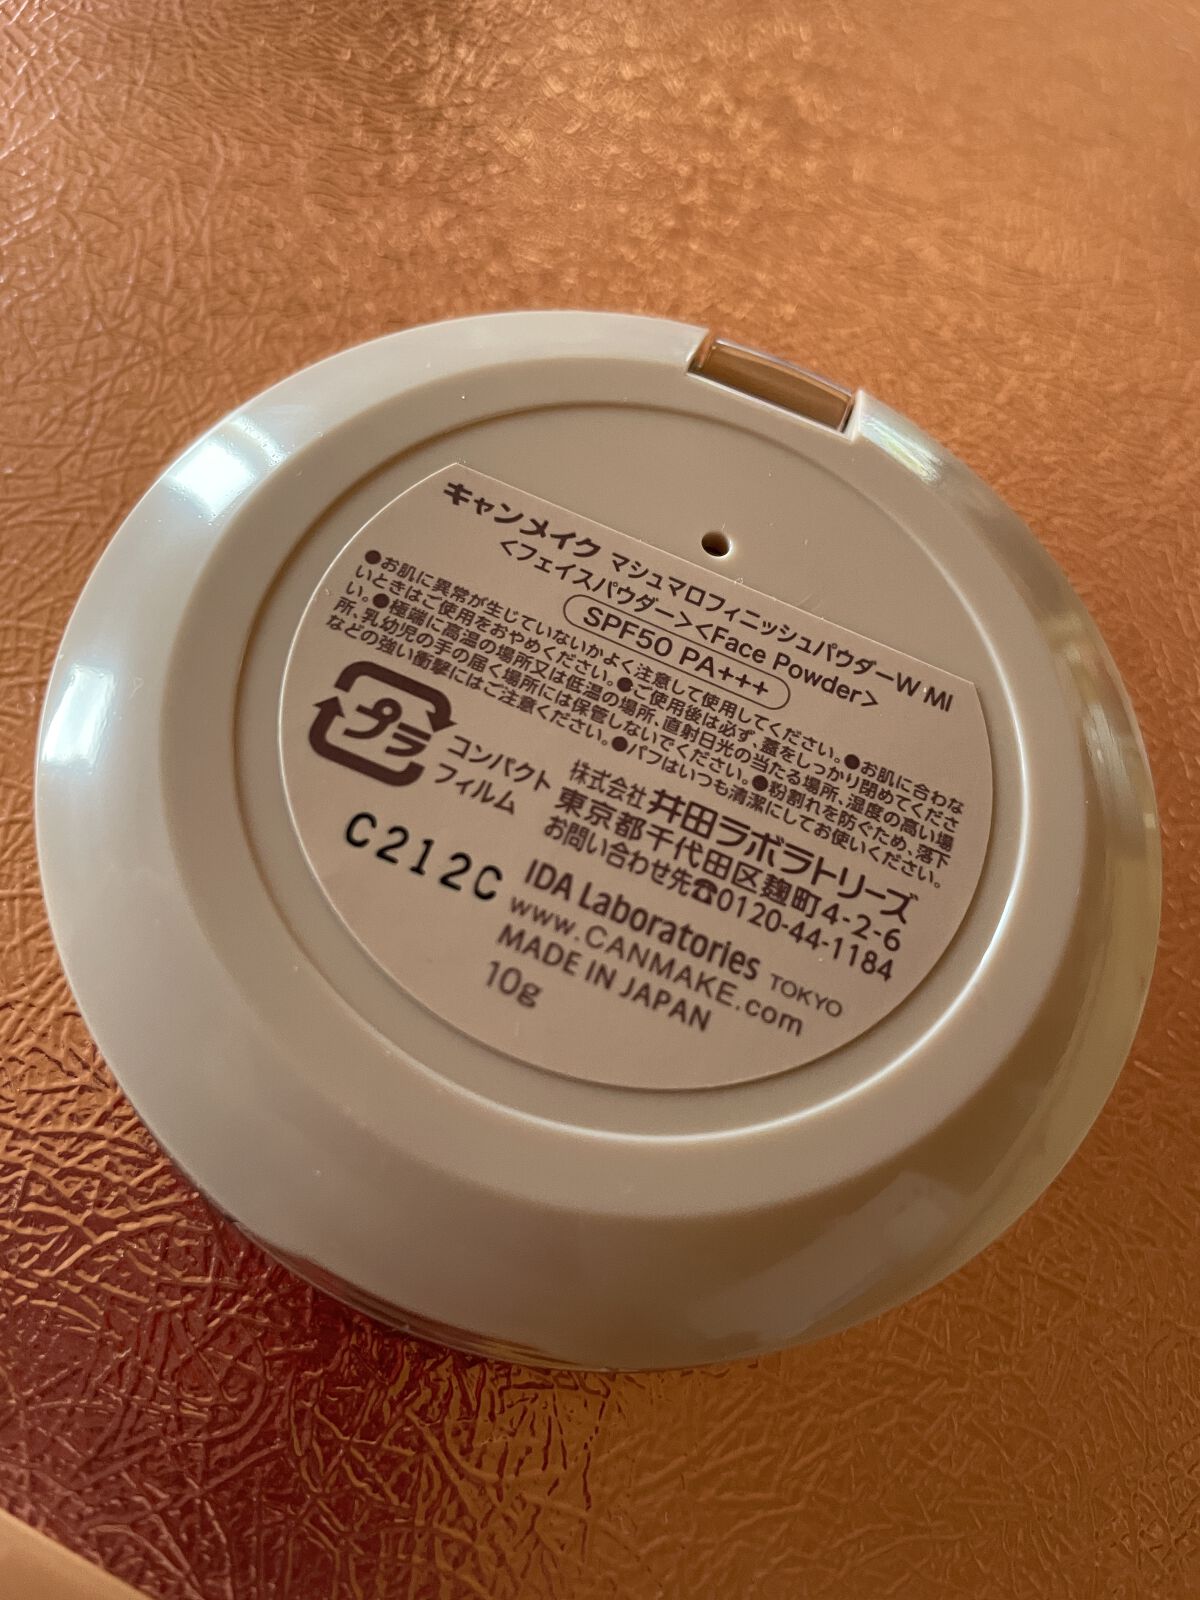 キャンメイク マシュマロフィニッシュパウダーW MI
<フェイスパウダー><Face Powder>
SPF50 PA+++
●お肌に異常が生じていないかよく注意して使用してください。●お肌に合わな
いときはご使用をおやめください。●ご使用後は必ず、蓋をしっかり閉めてくださ
い。●極端に高温の場所又は低温の場所、直射日光の当たる場所、湿度の高い場
所、乳幼児の手の届く場所には保管しないでください。●粉割れを防ぐため、落下
などの強い衝撃にはご注意ください。●パフはいつも清潔にしてお使いください。
プラ
コンパクト
フィルム
株式会社 井田ラボラトリーズ
東京都千代田区麹町4-2-6
お問い合わせ先☎0120-44-1184
C212C
IDA Laboratories TOKYO
www.CANMAKE.com
MADE IN JAPAN
10g